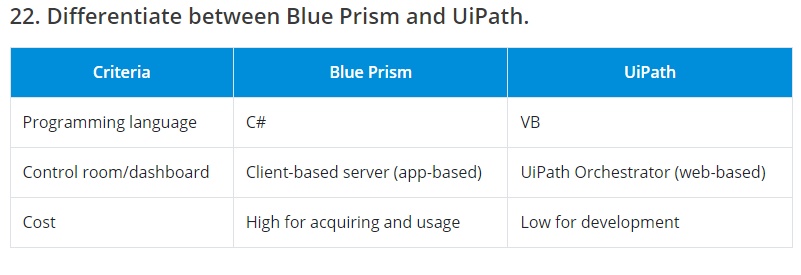 22. Differentiate between Blue Prism and UiPath.
Criteria Blue Prism UiPath
Programming language C# VB
Control room/dashboard Client-based server (app-based) UiPath Orchestrator (web-based)
Cost High for acquiring and usage Low for development